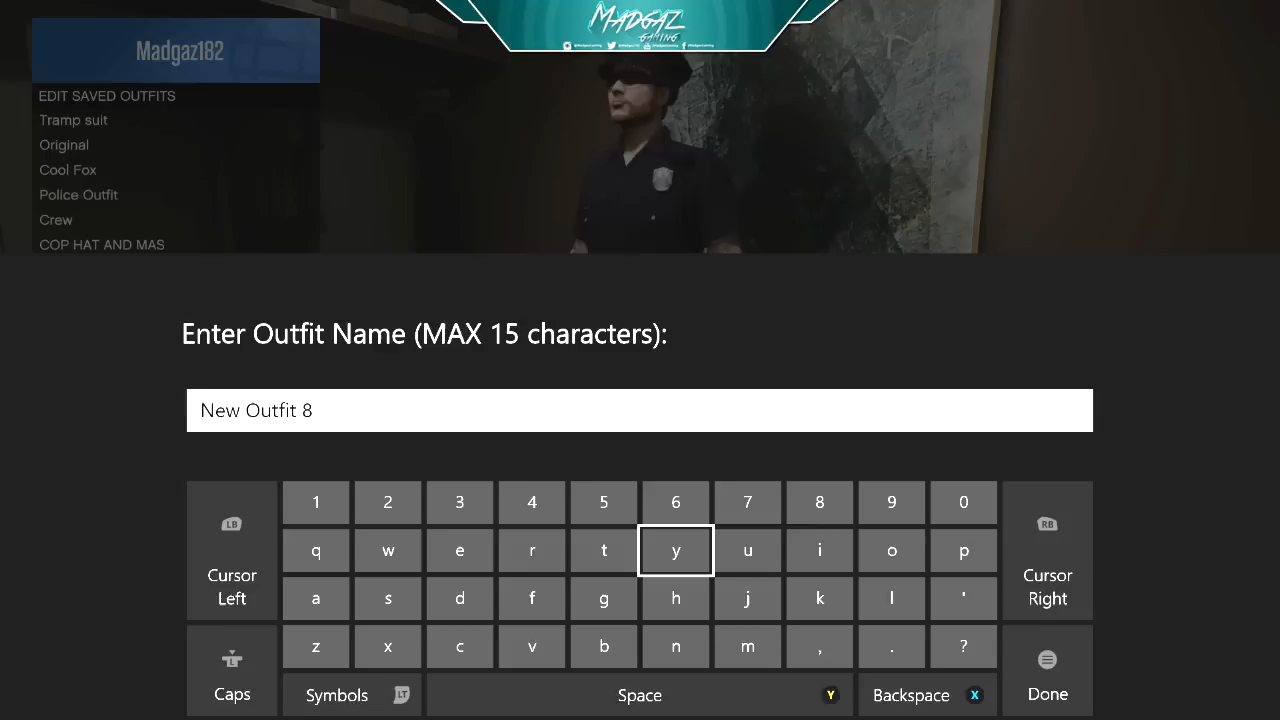 MADGAZ
GAMING
Madgaz182
EDIT SAVED OUTFITS
Tramp suit
Original
Cool Fox
Police Outfit
Crew
COP HAT AND MAS
Enter Outfit Name (MAX 15 characters):
New Outfit 8
1 2 3 4 5 6 7 8 9 0
LB RB
q w e r t y u i o p
Cursor Left
Cursor Right
a s d f g h j k l '
z x c v b n m , . ?
L
Caps
Symbols LT
Space Y
Backspace X
Done